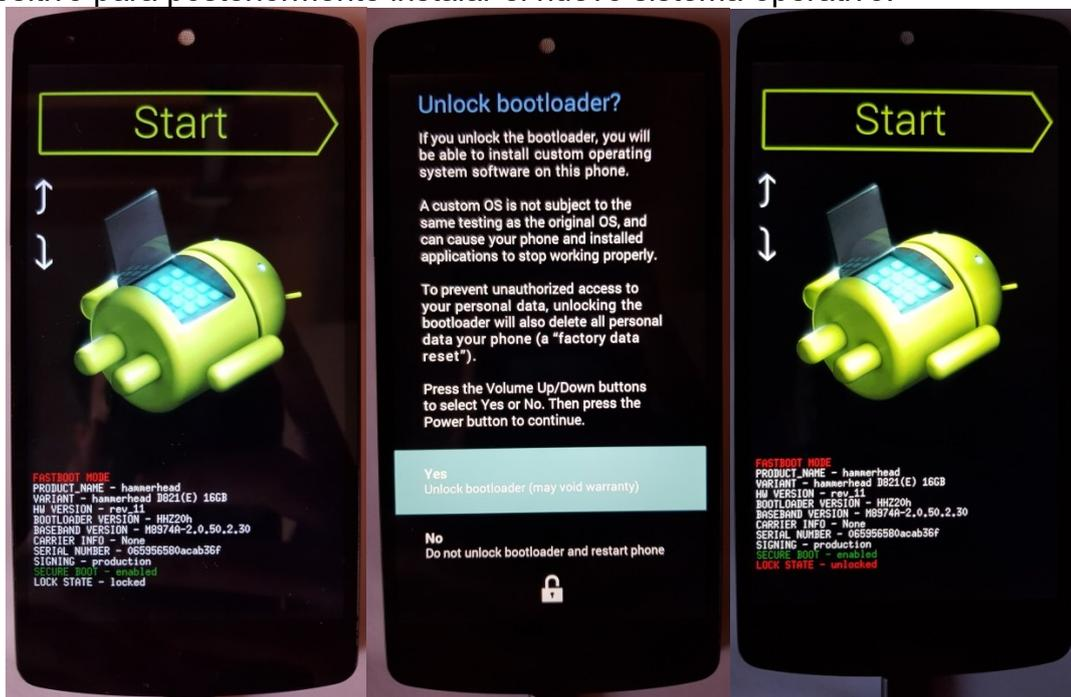 para posteriormente instalar el nuevo sistema operativo.
Start
FASTBOOT MODE
PRODUCT_NAME - hammerhead
VARIANT - hammerhead D821(E) 16GB
HW VERSION - rev_11
BOOTLOADER VERSION - HHZ20h
BASEBAND VERSION - M8974A-2.0.50.2.30
CARRIER INFO - None
SERIAL NUMBER - 065956580acab36f
SIGNING - production
SECURE BOOT - enabled
LOCK STATE - locked
Unlock bootloader?
If you unlock the bootloader, you will
be able to install custom operating
system software on this phone.
A custom OS is not subject to the
same testing as the original OS, and
can cause your phone and installed
applications to stop working properly.
To prevent unauthorized access to
your personal data, unlocking the
bootloader will also delete all personal
data your phone (a “factory data
reset”).
Press the Volume Up/Down buttons
to select Yes or No. Then press the
Power button to continue.
Yes
Unlock bootloader (may void warranty)
No
Do not unlock bootloader and restart phone
Start
FASTBOOT MODE
PRODUCT_NAME - hammerhead
VARIANT - hammerhead D821(E) 16GB
HW VERSION - rev_11
BOOTLOADER VERSION - HHZ20h
BASEBAND VERSION - M8974A-2.0.50.2.30
CARRIER INFO - None
SERIAL NUMBER - 065956580acab36f
SIGNING - production
SECURE BOOT - enabled
LOCK STATE - unlocked